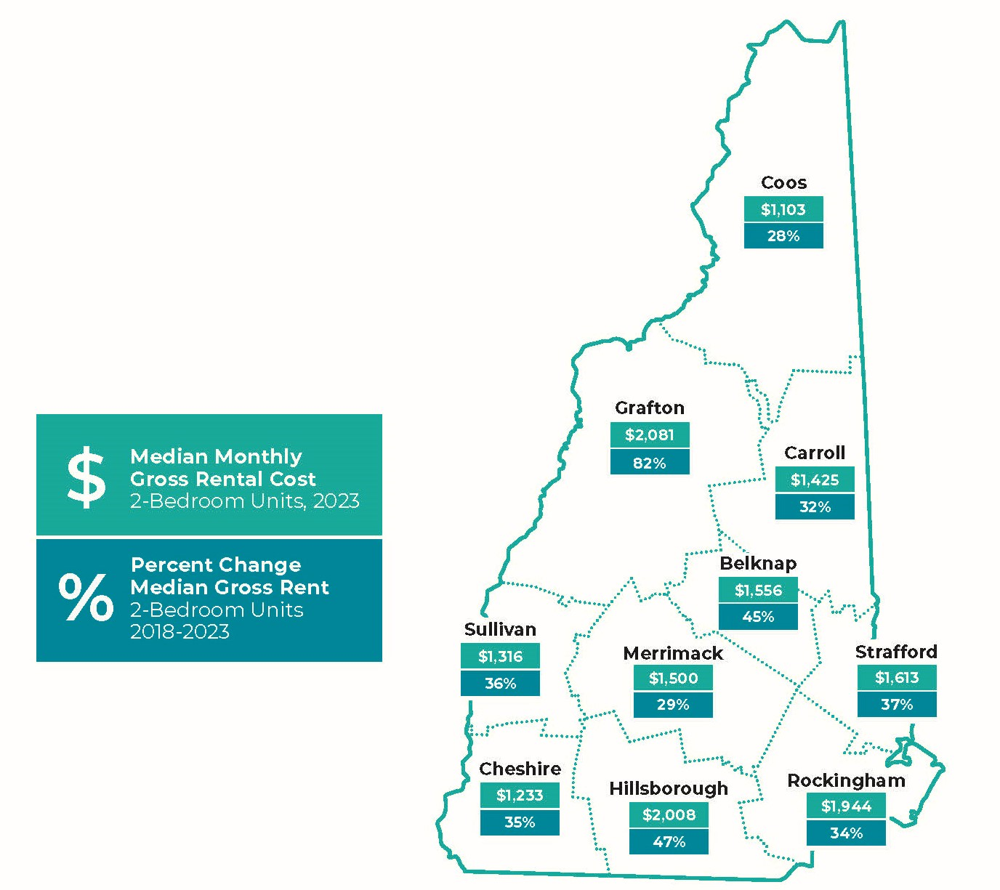 Coos
$1,103
28%
Grafton
$2,081
82%
Carroll
$1,425
32%
$
Median Monthly
Gross Rental Cost
2-Bedroom Units, 2023
%
Percent Change
Median Gross Rent
2-Bedroom Units
2018-2023
Belknap
$1,556
45%
Sullivan
$1,316
36%
Merrimack
$1,500
29%
Strafford
$1,613
37%
Cheshire
$1,233
35%
Hillsborough
$2,008
47%
Rockingham
$1,944
34%